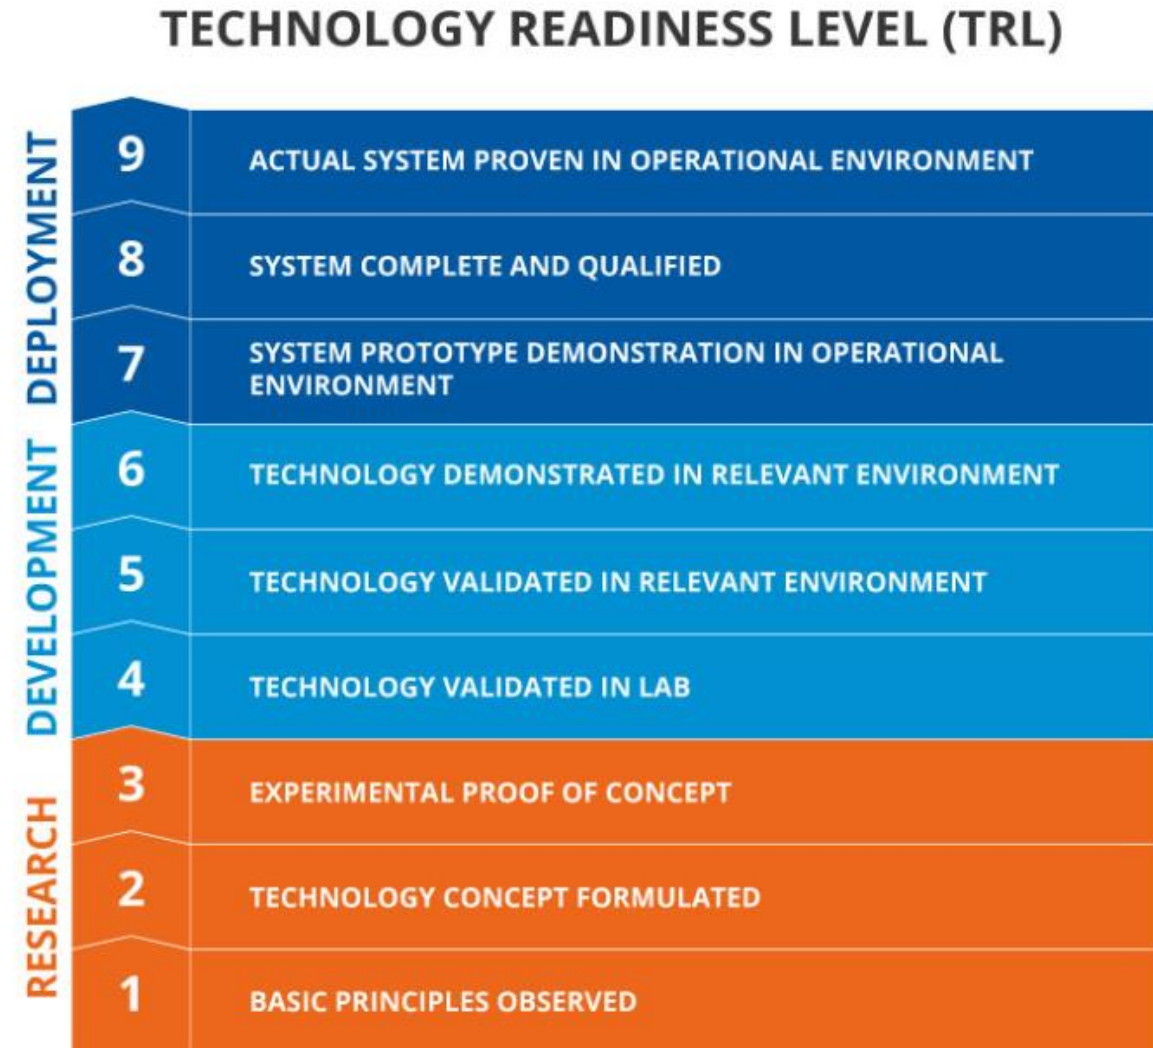 TECHNOLOGY READINESS LEVEL (TRL)
DEPLOYMENT
9
ACTUAL SYSTEM PROVEN IN OPERATIONAL ENVIRONMENT
8
SYSTEM COMPLETE AND QUALIFIED
7
SYSTEM PROTOTYPE DEMONSTRATION IN OPERATIONAL
ENVIRONMENT
DEVELOPMENT
6
TECHNOLOGY DEMONSTRATED IN RELEVANT ENVIRONMENT
5
TECHNOLOGY VALIDATED IN RELEVANT ENVIRONMENT
4
TECHNOLOGY VALIDATED IN LAB
RESEARCH
3
EXPERIMENTAL PROOF OF CONCEPT
2
TECHNOLOGY CONCEPT FORMULATED
1
BASIC PRINCIPLES OBSERVED